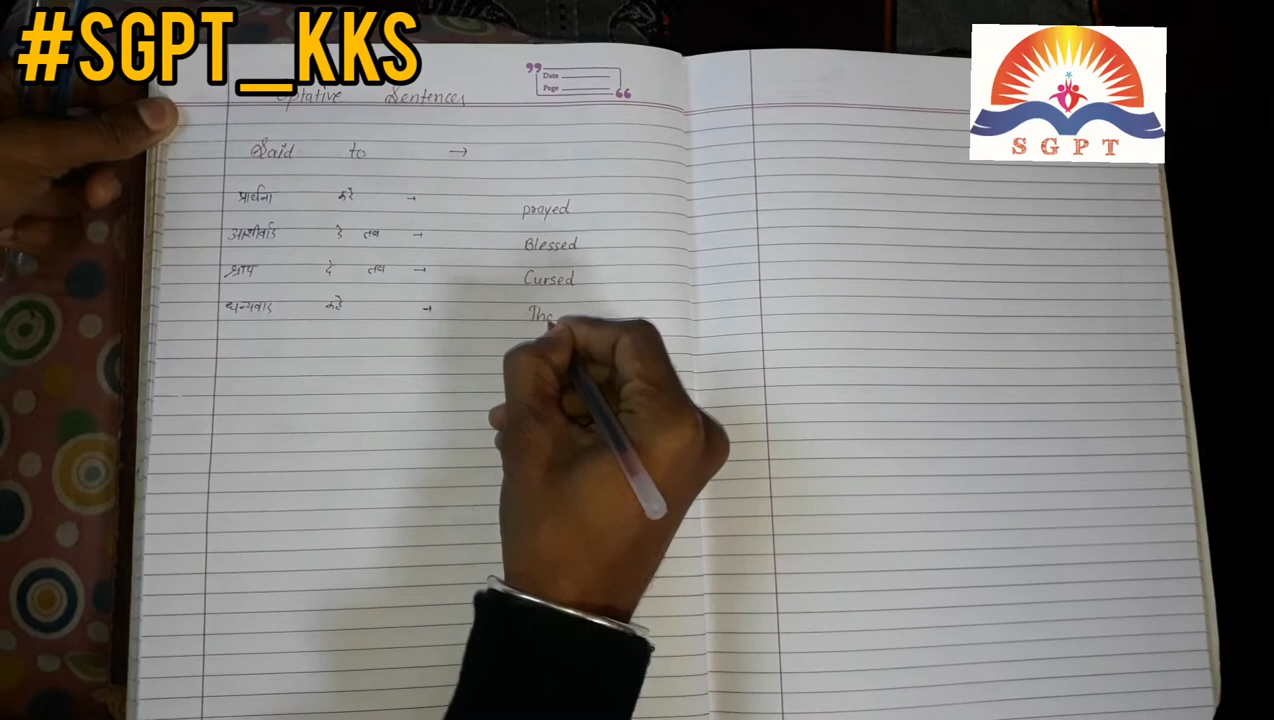 #SGPT_KKS
SGPT
Date
Page
Optative Sentences
Said to →
प्रार्थना करे → prayed
आशीर्वाद दे तब → Blessed
श्राप दे तब → Cursed
धन्यवाद कहे → Tha